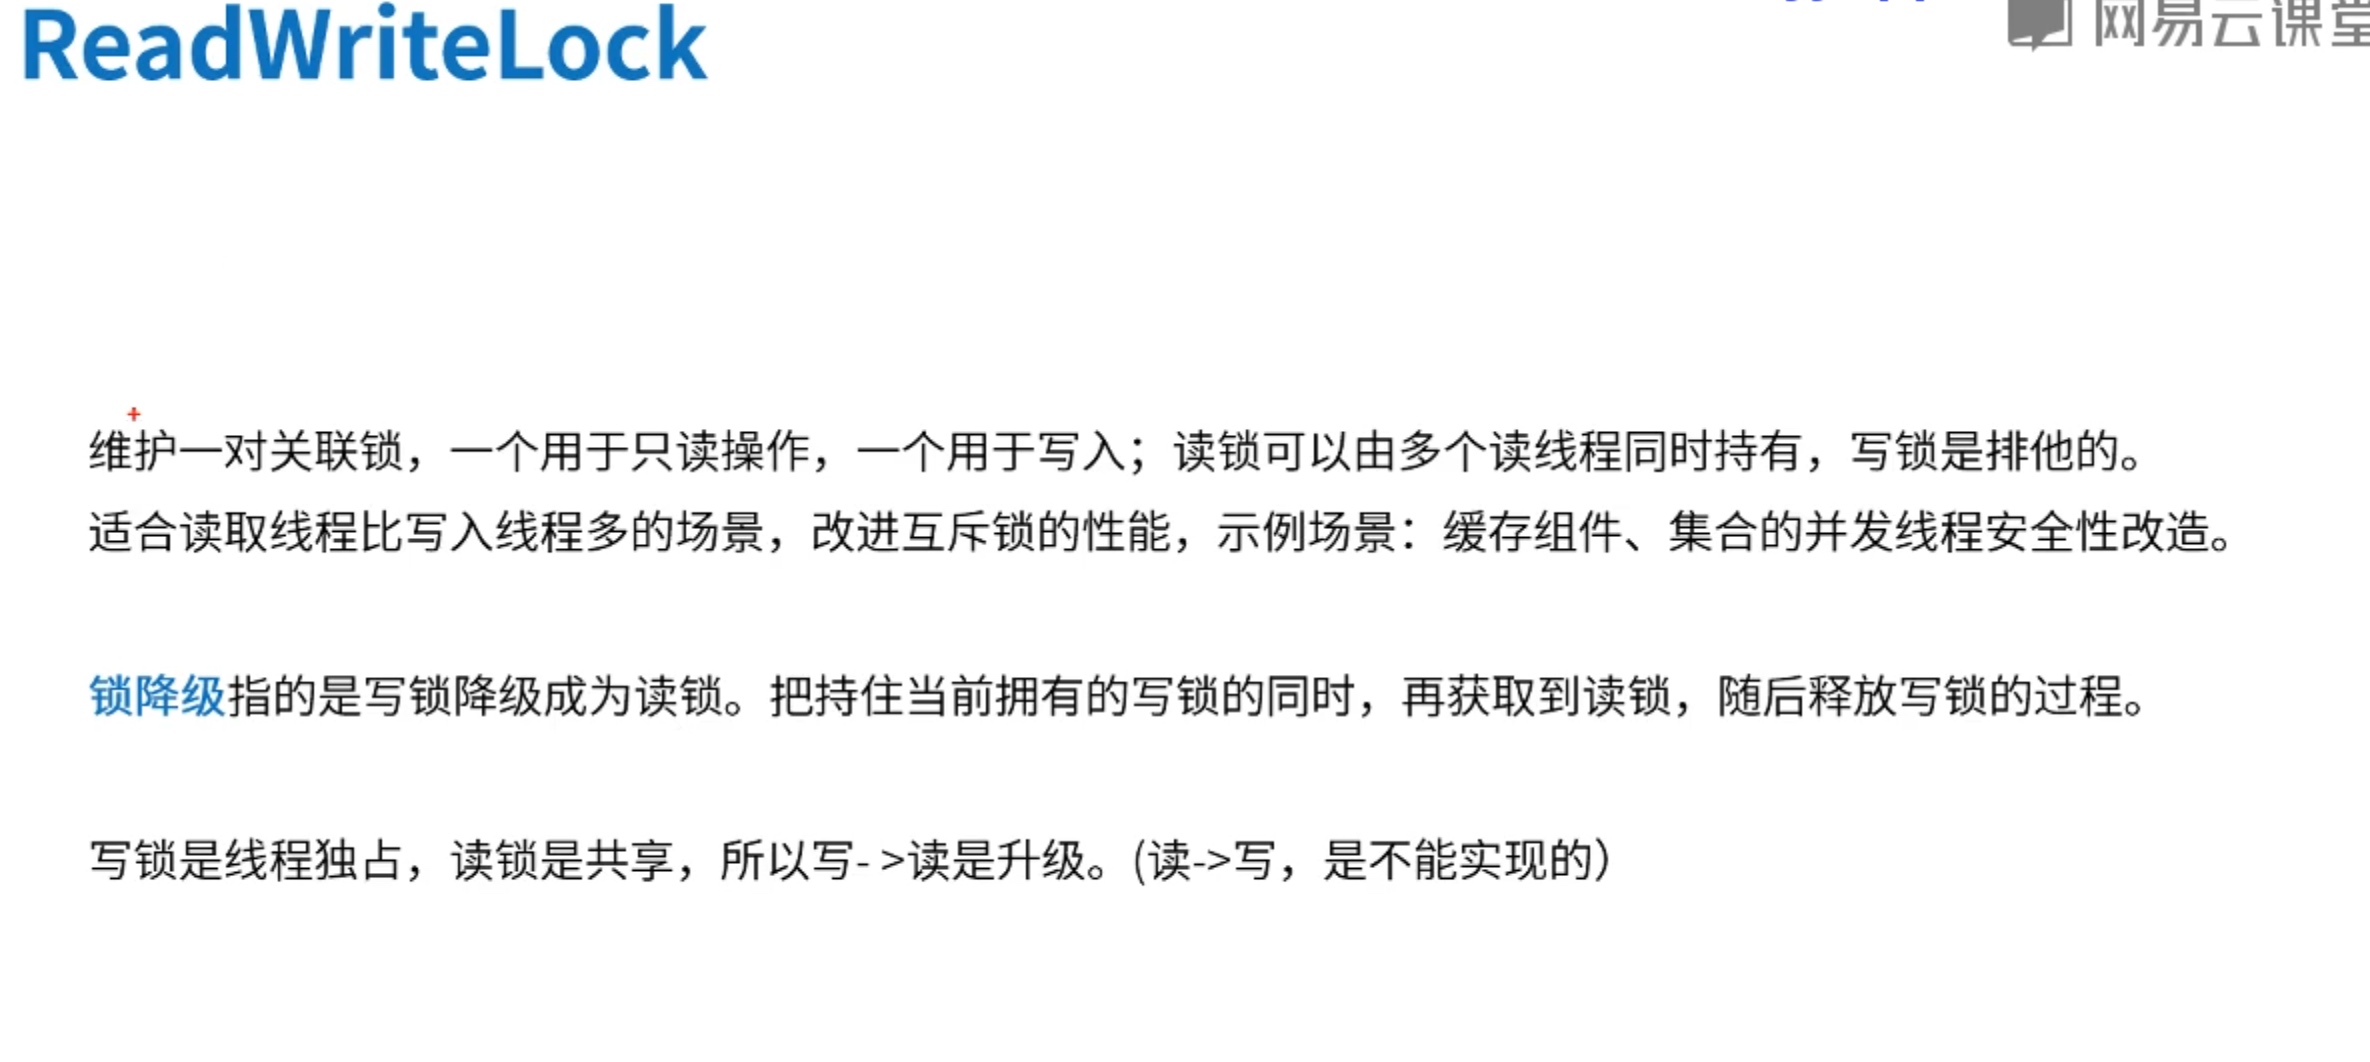 ReadWriteLock
网易云课堂
维护一对关联锁，一个用于只读操作，一个用于写入；读锁可以由多个读线程同时持有，写锁是排他的。
适合读取线程比写入线程多的场景，改进互斥锁的性能，示例场景：缓存组件、集合的并发线程安全性改造。
锁降级指的是写锁降级成为读锁。把持住当前拥有的写锁的同时，再获取到读锁，随后释放写锁的过程。
写锁是线程独占，读锁是共享，所以写- >读是升级。(读->写，是不能实现的）